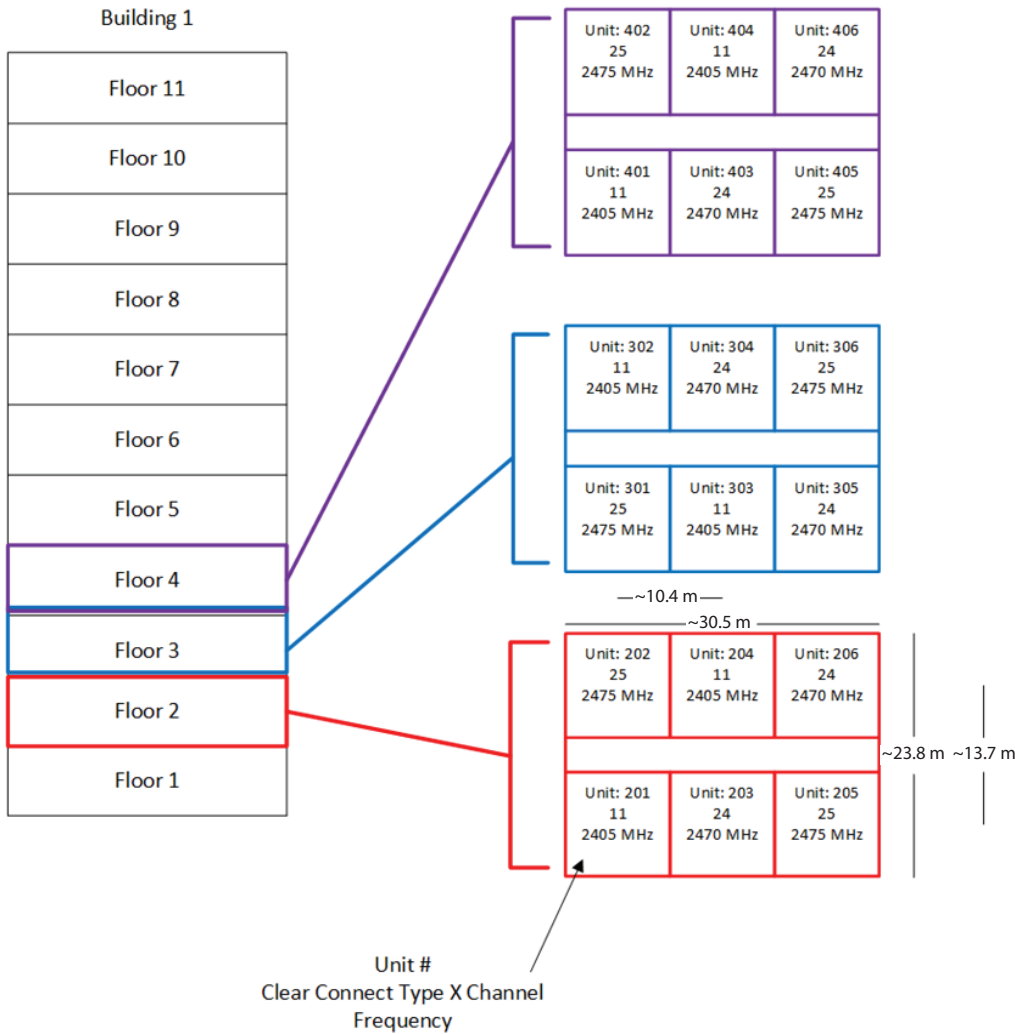 Building 1
Floor 11
Floor 10
Floor 9
Floor 8
Floor 7
Floor 6
Floor 5
Floor 4
Floor 3
Floor 2
Floor 1
Unit: 402
25
2475 MHz
Unit: 404
11
2405 MHz
Unit: 406
24
2470 MHz
Unit: 401
11
2405 MHz
Unit: 403
24
2470 MHz
Unit: 405
25
2475 MHz
Unit: 302
11
2405 MHz
Unit: 304
24
2470 MHz
Unit: 306
25
2475 MHz
Unit: 301
25
2475 MHz
Unit: 303
11
2405 MHz
Unit: 305
24
2470 MHz
~10.4 m
~30.5 m
Unit: 202
25
2475 MHz
Unit: 204
11
2405 MHz
Unit: 206
24
2470 MHz
~23.8 m
~13.7 m
Unit: 201
11
2405 MHz
Unit: 203
24
2470 MHz
Unit: 205
25
2475 MHz
Unit #
Clear Connect Type X Channel
Frequency